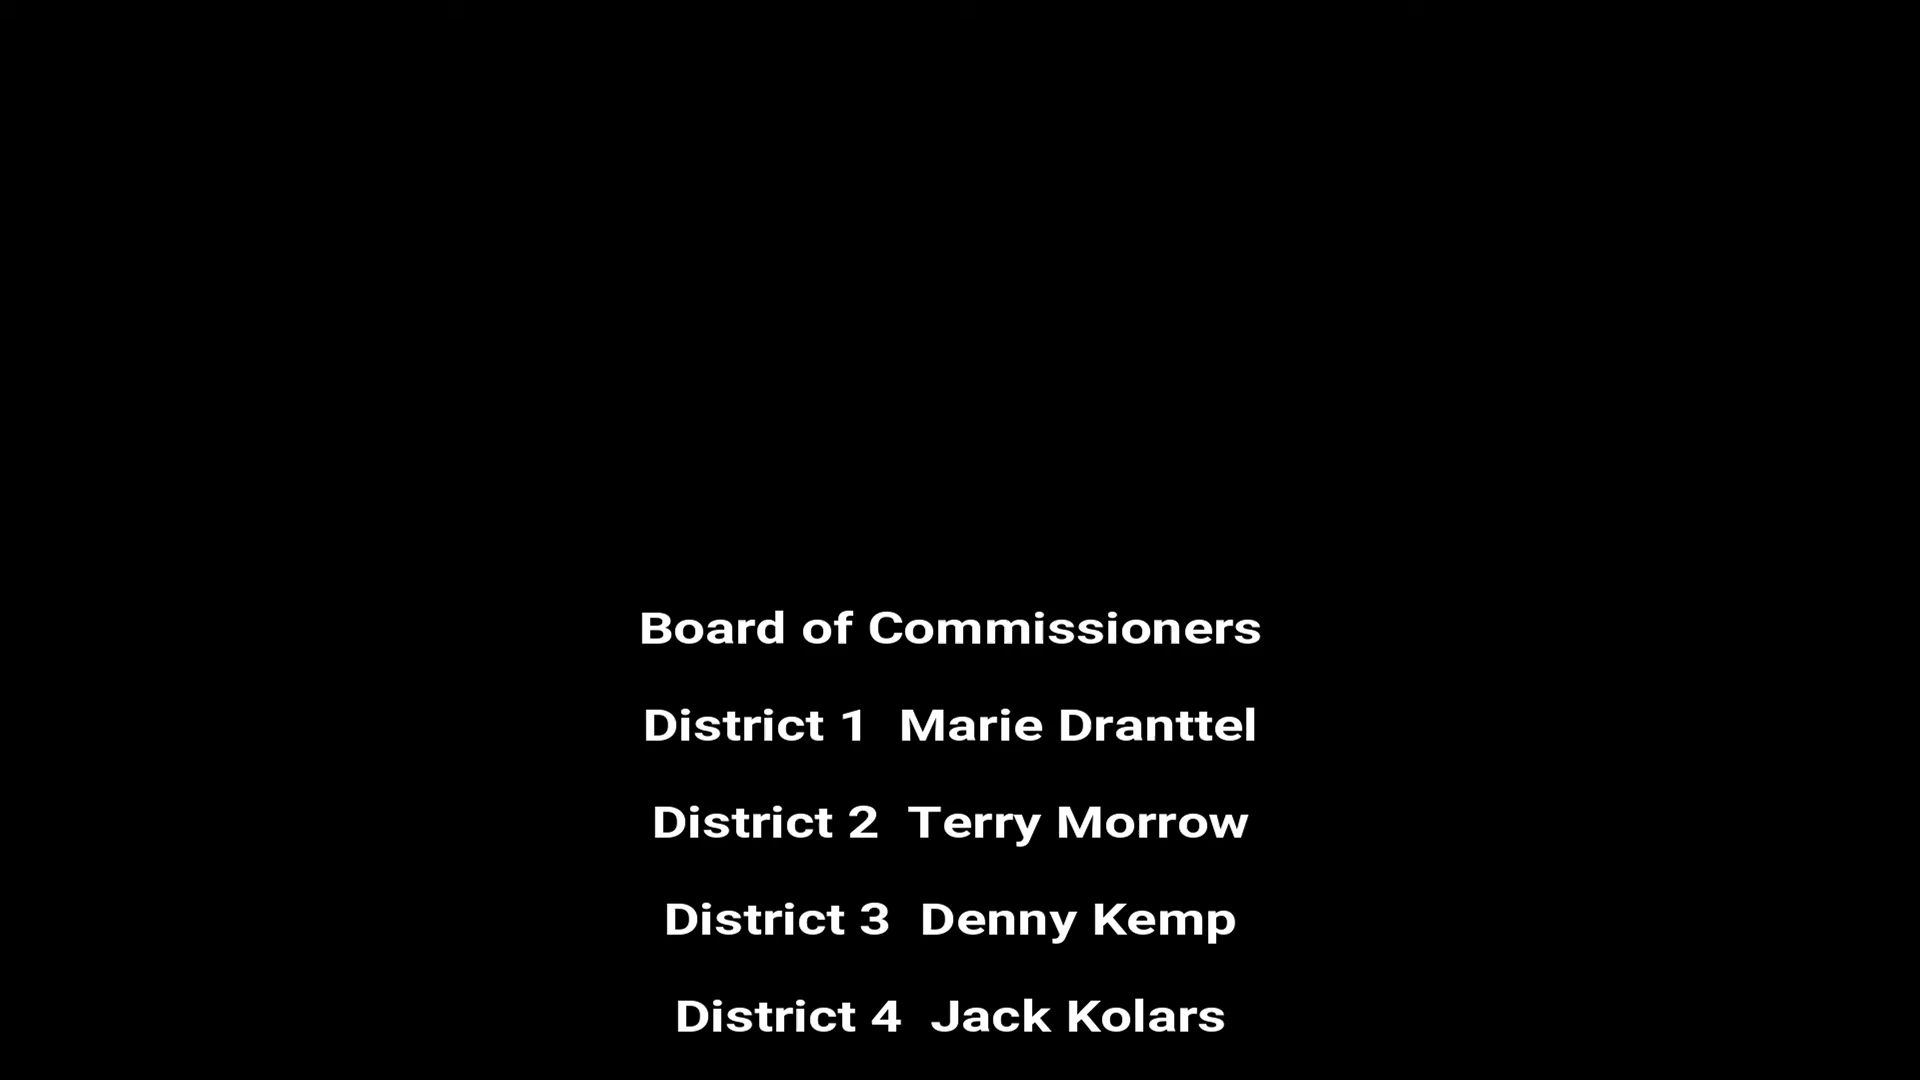 Board of Commissioners
District 1  Marie Dranttel
District 2  Terry Morrow
District 3  Denny Kemp
District 4  Jack Kolars